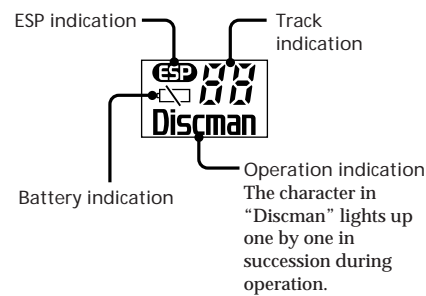 ESP indication
Track
indication
ESP 88
Discman
Battery indication
Operation indication
The character in
“Discman” lights up
one by one in
succession during
operation.